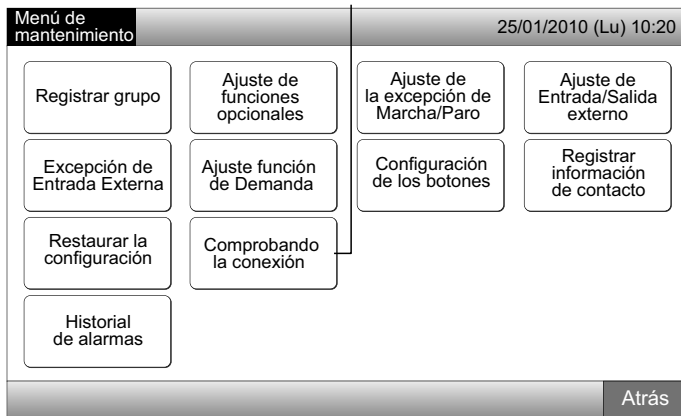 Menú de
mantenimiento
25/01/2010 (Lu) 10:20
Registrar grupo
Ajuste de
funciones
opcionales
Ajuste de
la excepción de
Marcha/Paro
Ajuste de
Entrada/Salida
externo
Excepción de
Entrada Externa
Ajuste función
de Demanda
Configuración
de los botones
Registrar
información
de contacto
Restaurar la
configuración
Comprobando
la conexión
Historial
de alarmas
Atrás